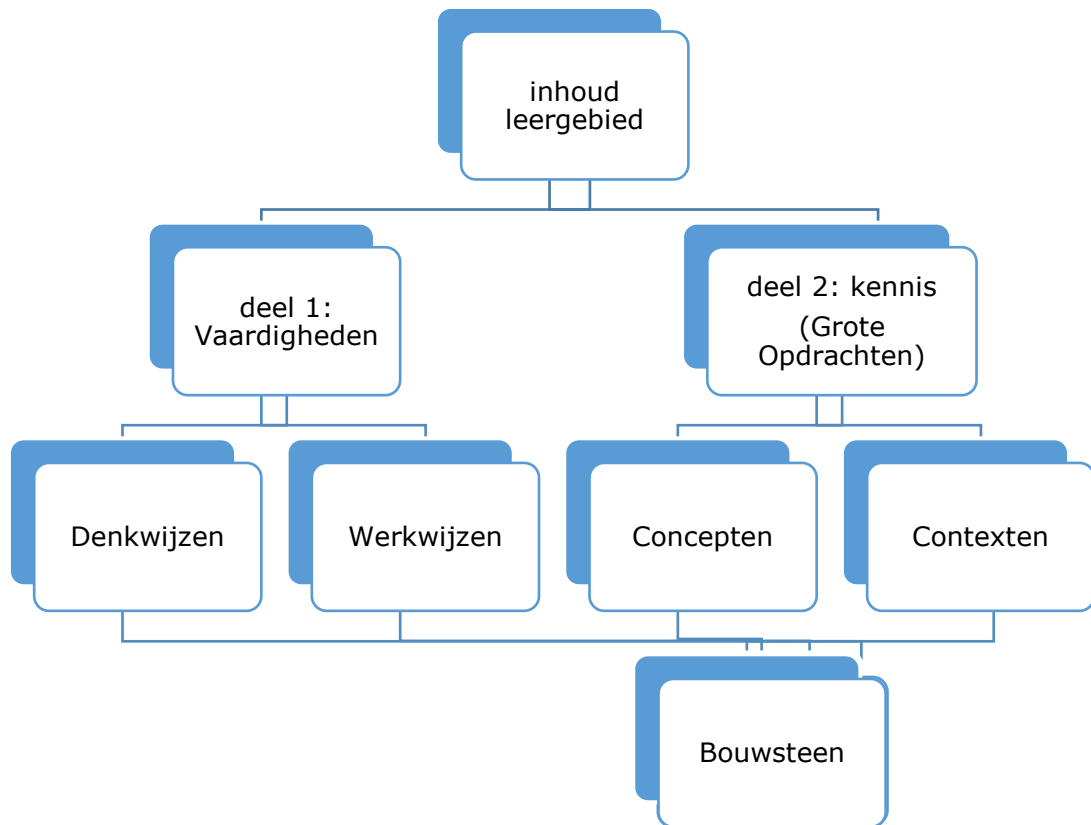 inhoud
leergebied
deel 1:
Vaardigheden
deel 2: kennis
(Grote
Opdrachten)
Denkwijzen
Werkwijzen
Concepten
Contexten
Bouwsteen